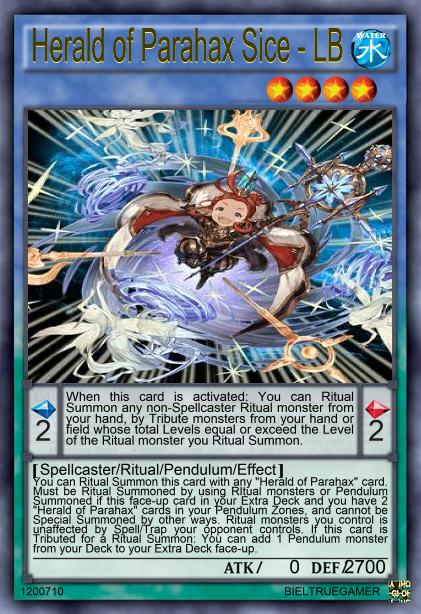 Herald of Parahax Sice - LB
WATER
水
When this card is activated: You can Ritual
Summon any non-Spellcaster Ritual monster from
your hand, by Tribute monsters from your hand or
field whose total Levels equal or exceed the Level
of the Ritual monster you Ritual Summon.
2
2
[Spellcaster/Ritual/Pendulum/Effect]
You can Ritual Summon this card with any "Herald of Parahax" card.
Must be Ritual Summoned by using Ritual monsters or Pendulum
Summoned if this face-up card in your Extra Deck and you have 2
"Herald of Parahax" cards in your Pendulum Zones, and cannot be
Special Summoned by other ways. Ritual monsters you control is
unaffected by Spell/Trap your opponent controls. If this card is
Tributed for a Ritual Summon: You can add 1 Pendulum monster
from your Deck to your Extra Deck face-up.
ATK/ 0 DEF/2700
1200710 BIELTRUEGAMER